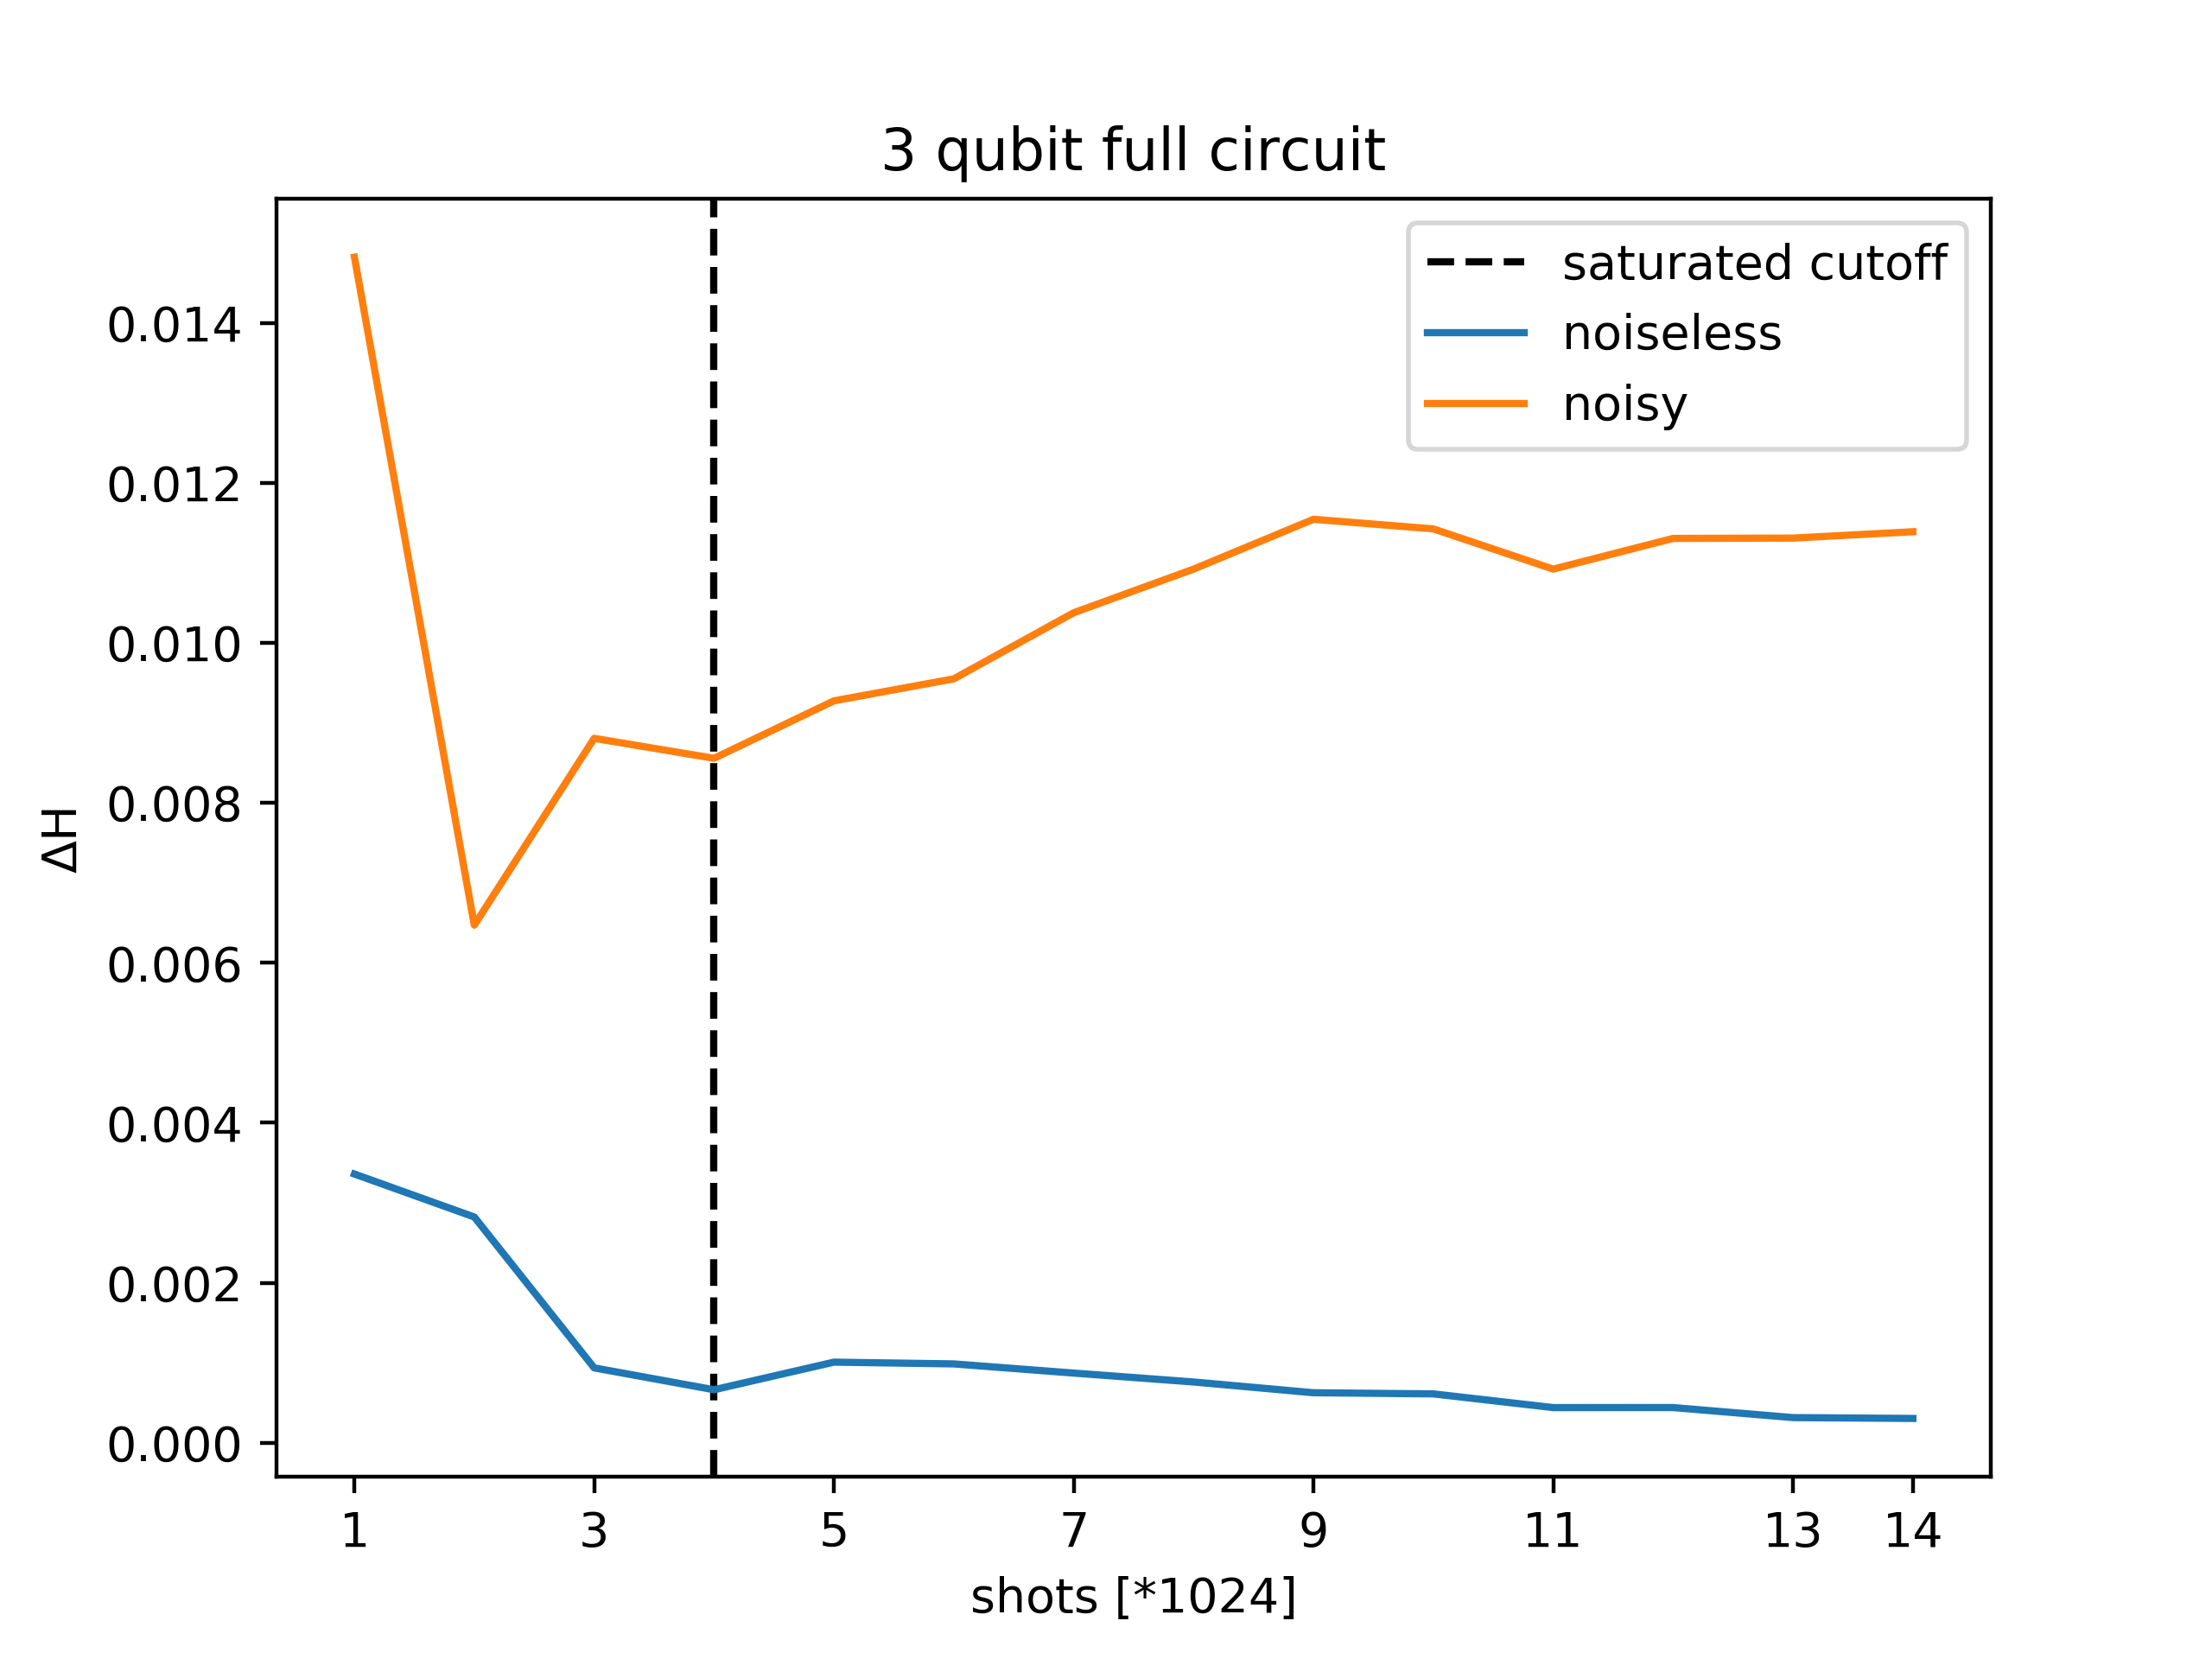 3 qubit full circuit
saturated cutoff
noiseless
noisy
0.014
0.012
0.010
0.008
0.006
0.004
0.002
0.000
ΔH
1 3 5 7 9 11 13 14
shots [*1024]